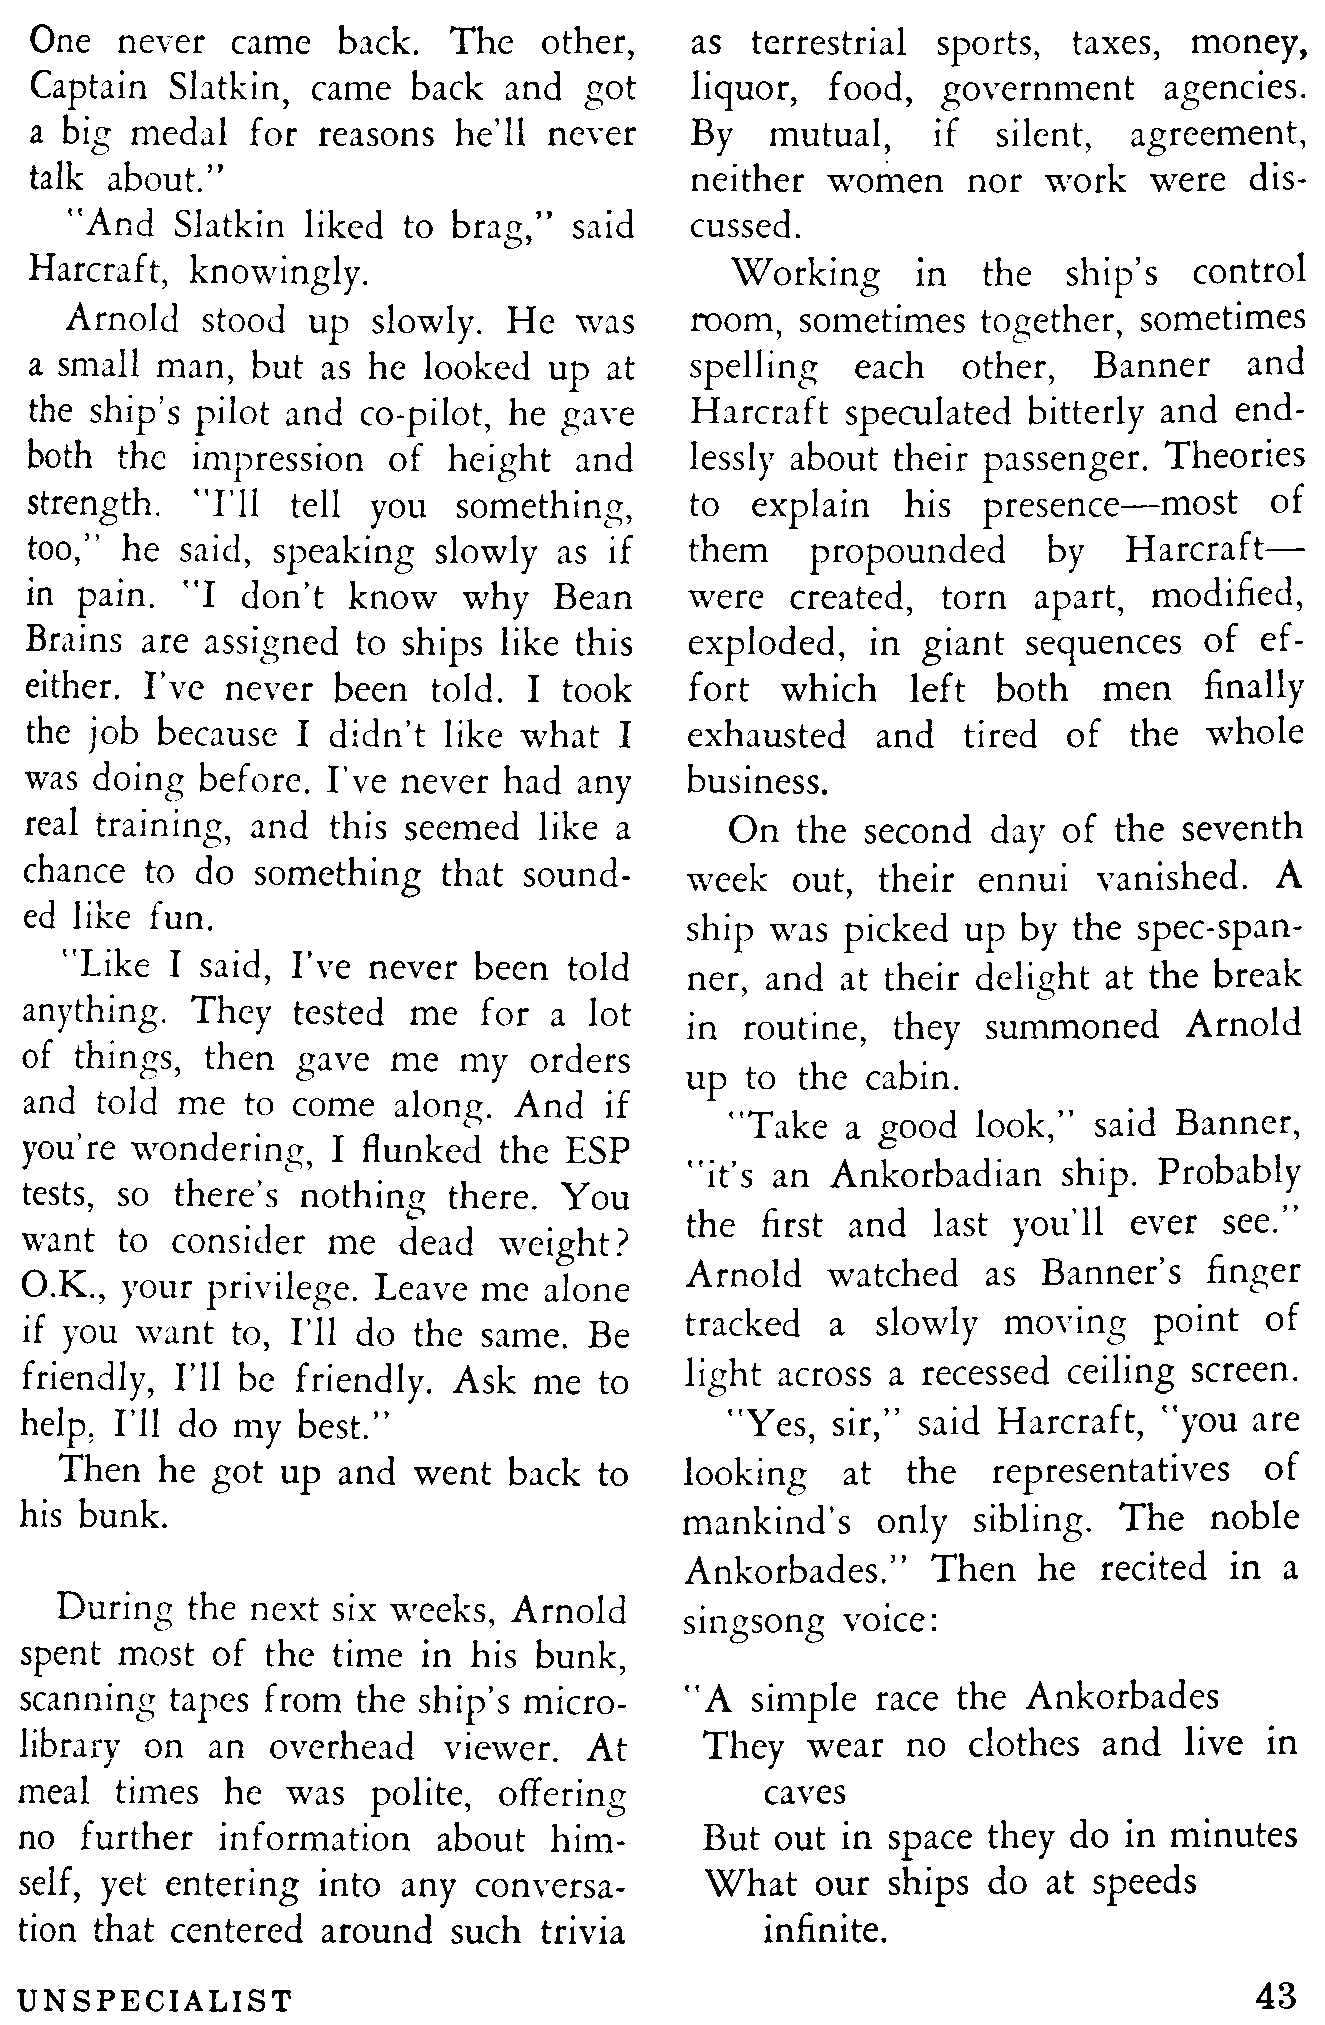 One never came back. The other,
Captain Slatkin, came back and got
a big medal for reasons he'll never
talk about."
"And Slatkin liked to brag," said
Harcraft, knowingly.
Arnold stood up slowly. He was
a small man, but as he looked up at
the ship's pilot and co-pilot, he gave
both the impression of height and
strength. "I'll tell you something,
too," he said, speaking slowly as if
in pain. "I don't know why Bean
Brains are assigned to ships like this
either. I've never been told. I took
the job because I didn't like what I
was doing before. I've never had any
real training, and this seemed like a
chance to do something that sound-
ed like fun.
"Like I said, I've never been told
anything. They tested me for a lot
of things, then gave me my orders
and told me to come along. And if
you're wondering, I flunked the ESP
tests, so there's nothing there. You
want to consider me dead weight?
O.K., your privilege. Leave me alone
if you want to, I'll do the same. Be
friendly, I'll be friendly. Ask me to
help, I'll do my best."
Then he got up and went back to
his bunk.
During the next six weeks, Arnold
spent most of the time in his bunk,
scanning tapes from the ship's micro-
library on an overhead viewer. At
meal times he was polite, offering
no further information about him-
self, yet entering into any conversa-
tion that centered around such trivia
as terrestrial sports, taxes, money,
liquor, food, government agencies.
By mutual, if silent, agreement,
neither women nor work were dis-
cussed.
Working in the ship's control
room, sometimes together, sometimes
spelling each other, Banner and
Harcraft speculated bitterly and end-
lessly about their passenger. Theories
to explain his presence—most of
them propounded by Harcraft—
were created, torn apart, modified,
exploded, in giant sequences of ef-
fort which left both men finally
exhausted and tired of the whole
business.
On the second day of the seventh
week out, their ennui vanished. A
ship was picked up by the spec-span-
ner, and at their delight at the break
in routine, they summoned Arnold
up to the cabin.
"Take a good look," said Banner,
"it's an Ankorbadian ship. Probably
the first and last you'll ever see."
Arnold watched as Banner's finger
tracked a slowly moving point of
light across a recessed ceiling screen.
"Yes, sir," said Harcraft, "you are
looking at the representatives of
mankind's only sibling. The noble
Ankorbades." Then he recited in a
singsong voice:
"A simple race the Ankorbades
They wear no clothes and live in
caves
But out in space they do in minutes
What our ships do at speeds
infinite.
UNSPECIALIST
43